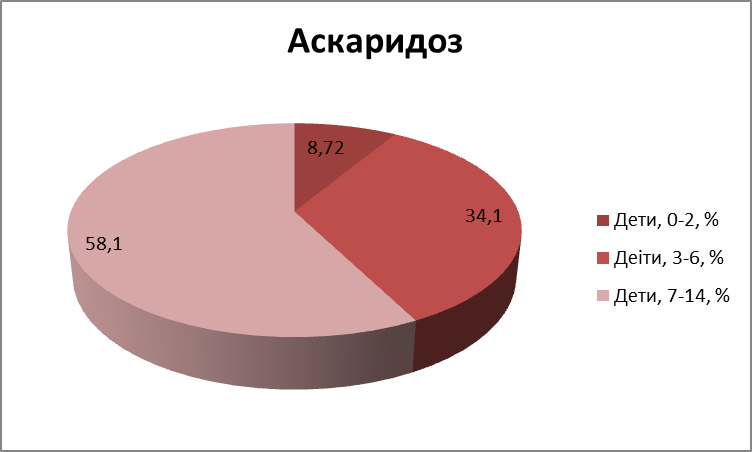 Аскаридоз
8,72
34,1
58,1
Дети, 0-2, %
Деіти, 3-6, %
Дети, 7-14, %